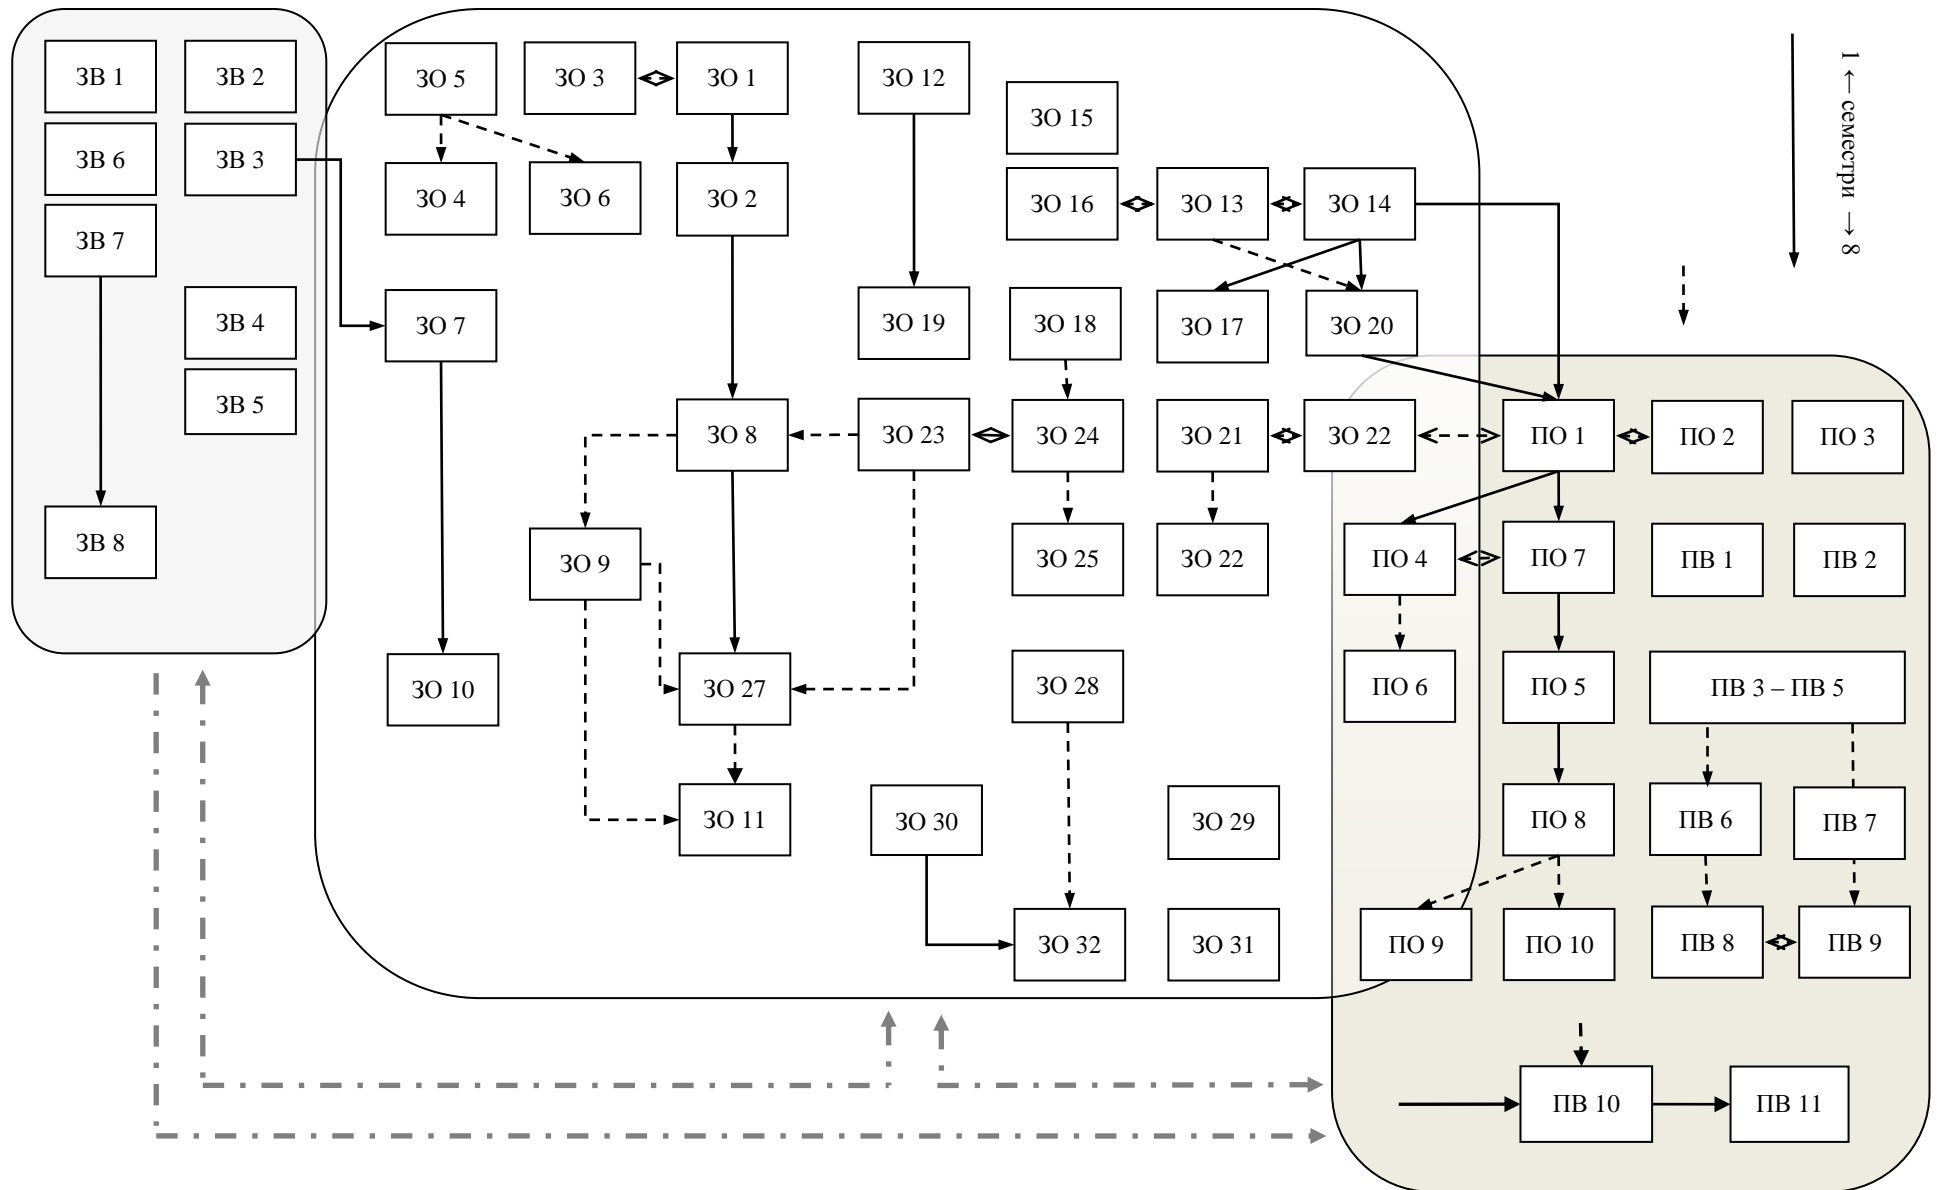 ЗВ 1
ЗВ 2
ЗО 5
ЗО 3
ЗО 1
ЗО 12
ЗО 15
1 ← семестри → 8
ЗВ 6
ЗВ 3
ЗО 4
ЗО 6
ЗО 2
ЗО 16
ЗО 13
ЗО 14
ЗВ 7
ЗВ 4
ЗО 7
ЗО 19
ЗО 18
ЗО 17
ЗО 20
ЗВ 5
ЗО 8
ЗО 23
ЗО 24
ЗО 21
ЗО 22
ПО 1
ПО 2
ПО 3
ЗВ 8
ЗО 9
ЗО 25
ЗО 22
ПО 4
ПО 7
ПВ 1
ПВ 2
ЗО 10
ЗО 27
ЗО 28
ПО 6
ПО 5
ПВ 3 – ПВ 5
ЗО 11
ЗО 30
ЗО 29
ПО 8
ПВ 6
ПВ 7
ЗО 32
ЗО 31
ПО 9
ПО 10
ПВ 8
ПВ 9
ПВ 10
ПВ 11